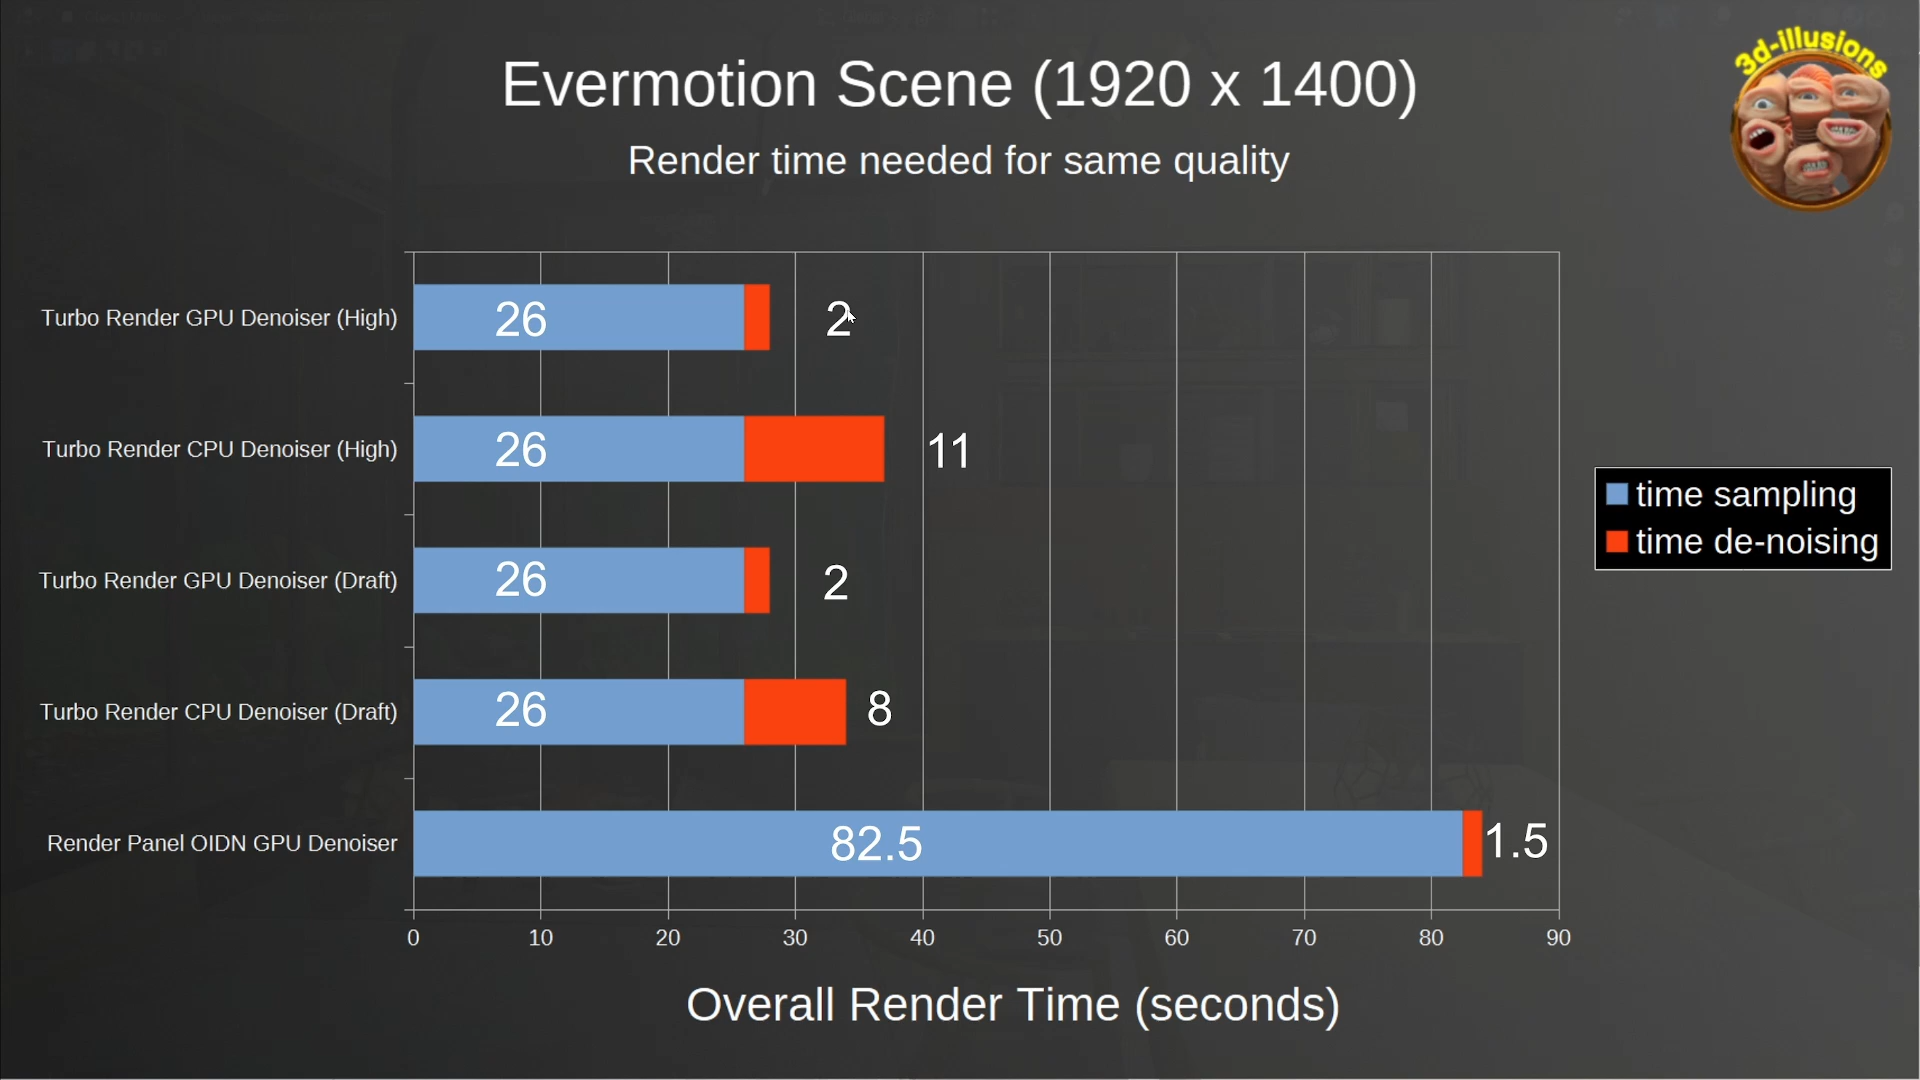 3d-illusions
Evermotion Scene (1920 x 1400)
Render time needed for same quality
Turbo Render GPU Denoiser (High)
26
2
Turbo Render CPU Denoiser (High)
26
11
Turbo Render GPU Denoiser (Draft)
26
2
Turbo Render CPU Denoiser (Draft)
26
8
Render Panel OIDN GPU Denoiser
82.5
1.5
time sampling
time de-noising
0 10 20 30 40 50 60 70 80 90
Overall Render Time (seconds)